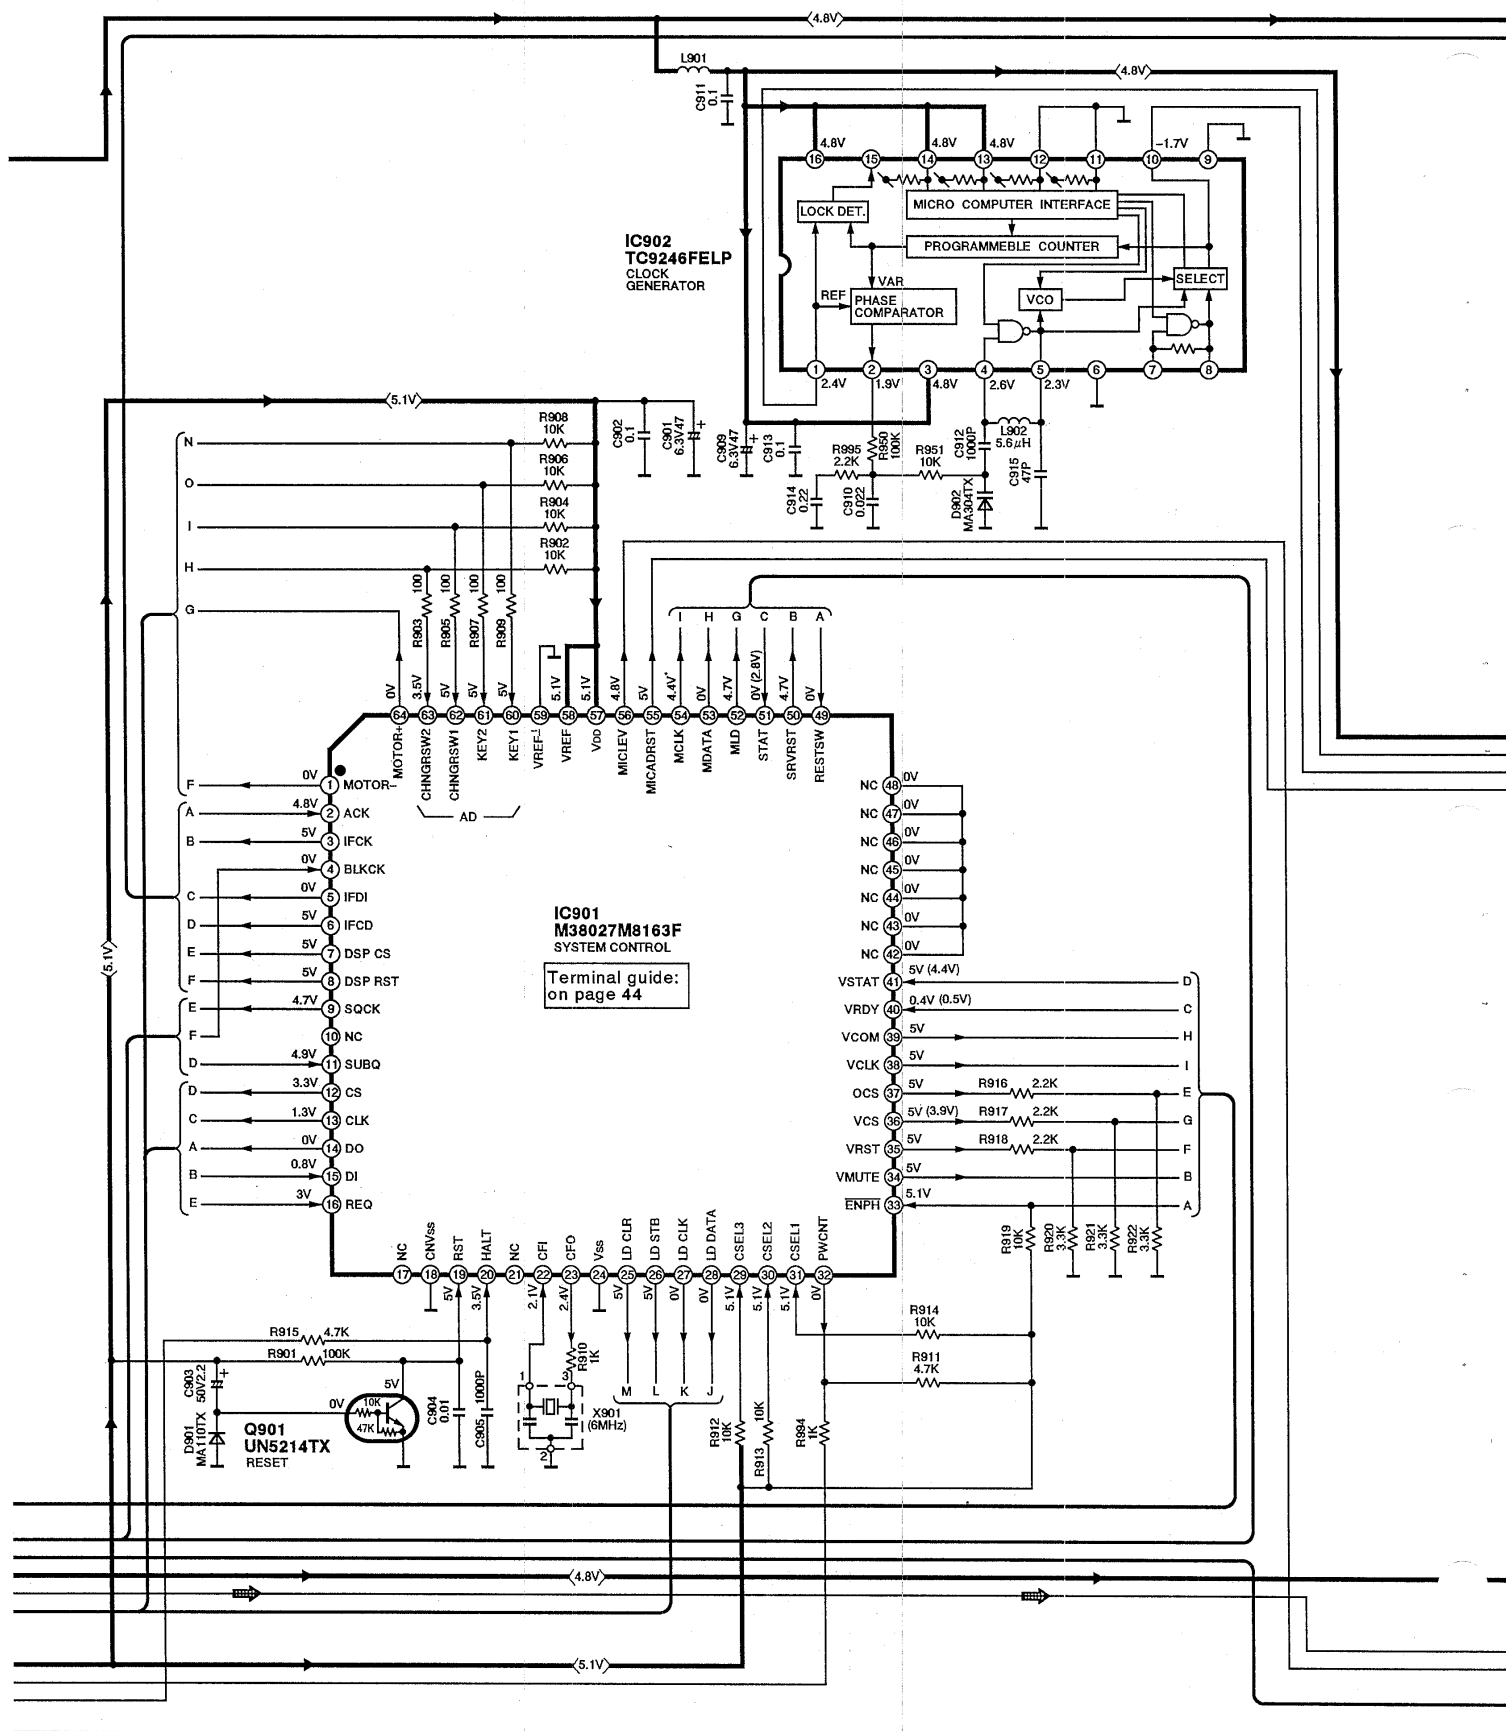 ⟨4.8V⟩
L901
⟨4.8V⟩
C911
0.1
4.8V 4.8V 4.8V -1.7V
16 15 14 13 12 11 10 9
LOCK DET.
MICRO COMPUTER INTERFACE
PROGRAMMEBLE COUNTER
IC902
TC9246FELP
CLOCK
GENERATOR
VAR
REF
PHASE
COMPARATOR
VCO
SELECT
1 2 3 4 5 6 7 8
2.4V 1.9V 4.8V 2.6V 2.3V
⟨5.1V⟩
C902
0.1
C901
6.3V47
C909
6.3V47
C913
0.1
R950
100K
R995
2.2K
R951
10K
C912
1000P
L902
5.6μH
C915
47P
C914
0.22
C910
0.022
D902
MA304TX
N
R908
10K
O
R906
10K
I
R904
10K
H
R902
10K
G
R903 100
R905 100
R907 100
R909 100
I H G C B A
0V 3.5V 5V 5V 5V 5.1V 5.1V 4.8V 5V 4.4V* 0V 4.7V 0V (2.8V) 4.7V 0V
64 63 62 61 60 59 58 57 56 55 54 53 52 51 50 49
MOTOR+ CHNGRSW2 CHNGRSW1 KEY2 KEY1 VREF- VREF VDD MICLEV MICADRST MCLK MDATA MLD STAT SRVRST RESTSW
AD
F 0V 1 MOTOR–
A 4.8V 2 ACK
B 5V 3 IFCK
0V 4 BLKCK
C 0V 5 IFDI
D 5V 6 IFCD
E 5V 7 DSP CS
F 5V 8 DSP RST
E 4.7V 9 SQCK
F 10 NC
D 4.9V 11 SUBQ
D 3.3V 12 CS
C 1.3V 13 CLK
A 0V 14 DO
B 0.8V 15 DI
E 3V 16 REQ
⟨5.1V⟩
IC901
M38027M8163F
SYSTEM CONTROL
Terminal guide:
on page 44
NC 48 0V
NC 47 0V
NC 46 0V
NC 45 0V
NC 44 0V
NC 43 0V
NC 42 0V
VSTAT 41 5V (4.4V) D
VRDY 40 0.4V (0.5V) C
VCOM 39 5V H
VCLK 38 5V I
OCS 37 5V R916 2.2K E
VCS 36 5V (3.9V) R917 2.2K G
VRST 35 5V R918 2.2K F
VMUTE 34 5V B
ENPH 33 5.1V A
R919
10K
R920
3.3K
R921
3.3K
R922
3.3K
NC CNVss RST HALT NC CFI CFO Vss LD CLR LD STB LD CLK LD DATA CSEL3 CSEL2 CSEL1 PWCNT
17 18 19 20 21 22 23 24 25 26 27 28 29 30 31 32
5V 3.5V 2.1V 2.4V 5V 5V 0V 0V 5.1V 5.1V 5.1V 0V
R915 4.7K
R901 100K
R914
10K
R911
4.7K
R910
1K
C903
50V2.2
5V
0V
10K
47K
D901
MA110TX
Q901
UN5214TX
RESET
C904
0.01
C905 1000P
1 3
2
X901
(6MHz)
M L K J
R912
10K
R913 10K
R994
1K
⟨4.8V⟩
⟨5.1V⟩